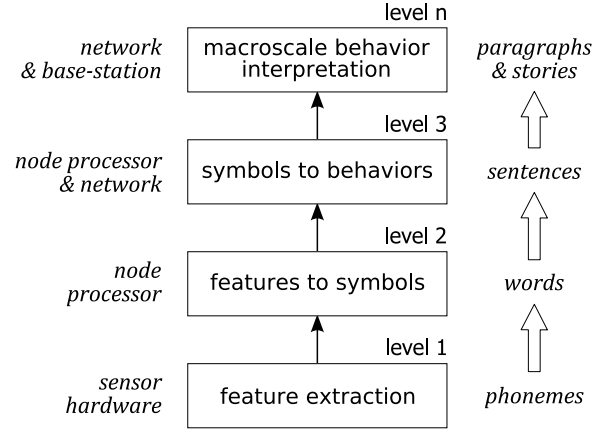 level n
network
& base-station
macroscale behavior
interpretation
paragraphs
& stories
level 3
node processor
& network
symbols to behaviors
sentences
level 2
node
processor
features to symbols
words
level 1
sensor
hardware
feature extraction
phonemes